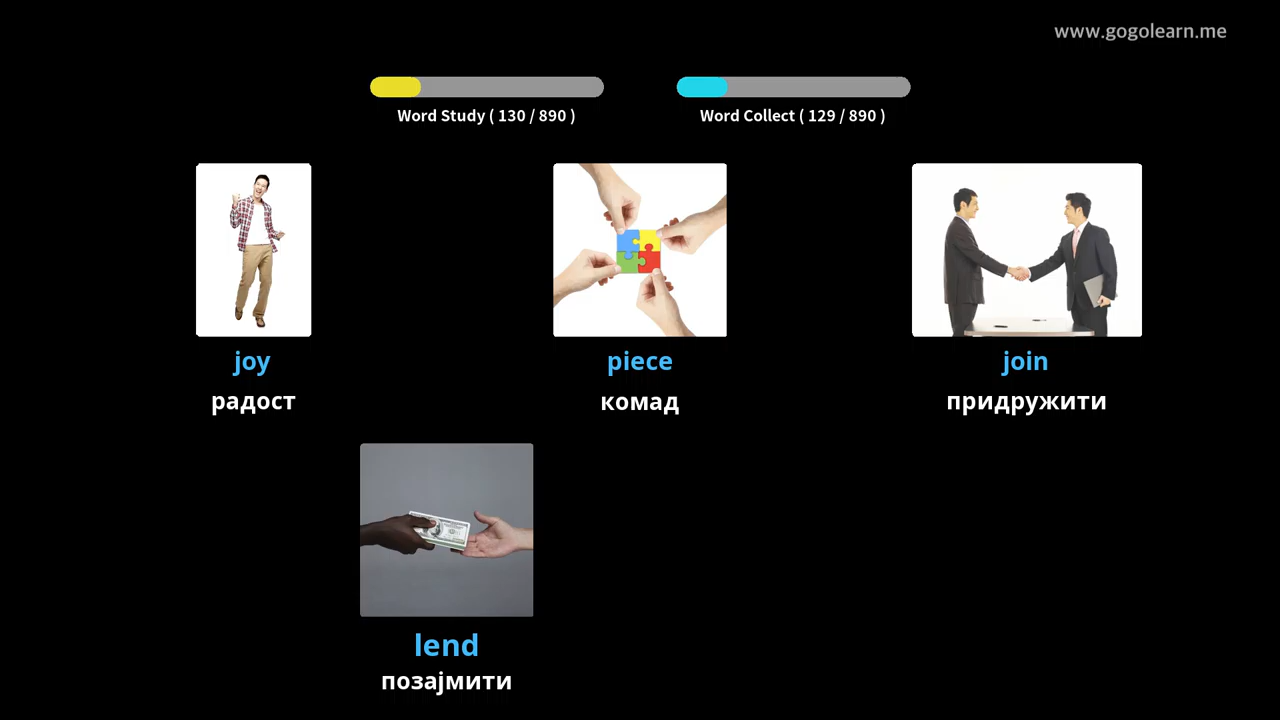 www.gogolearn.me
Word Study ( 130 / 890 )
Word Collect ( 129 / 890 )
joy
радост
piece
комад
join
придружити
lend
позајмити